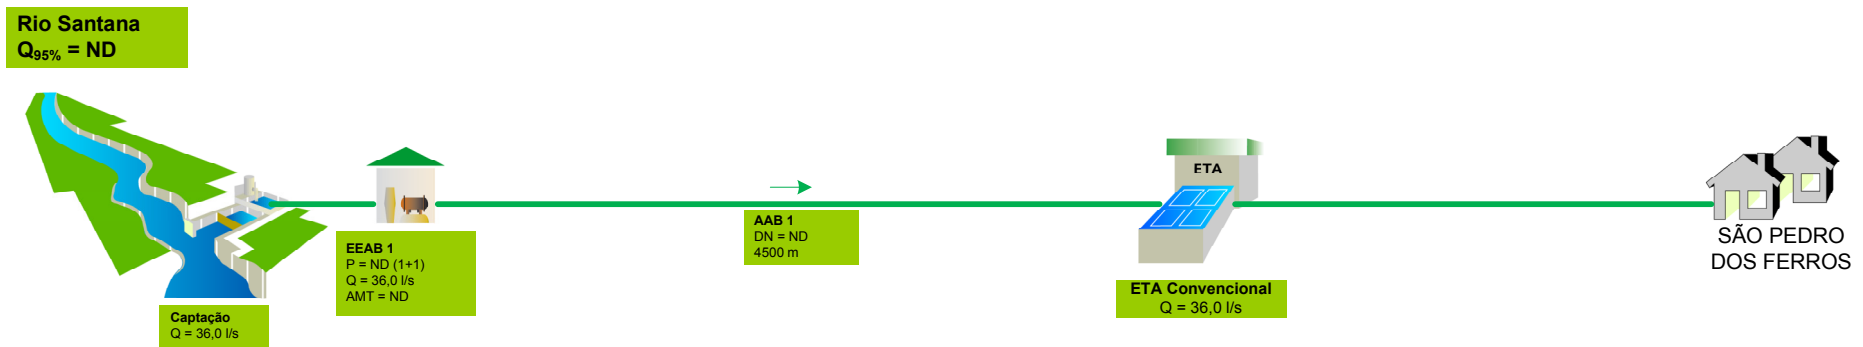 Rio Santana
Q95% = ND
ETA
AAB 1
DN = ND
4500 m
EEAB 1
P = ND (1+1)
Q = 36,0 l/s
AMT = ND
SÃO PEDRO
DOS FERROS
ETA Convencional
Q = 36,0 l/s
Captação
Q = 36,0 l/s